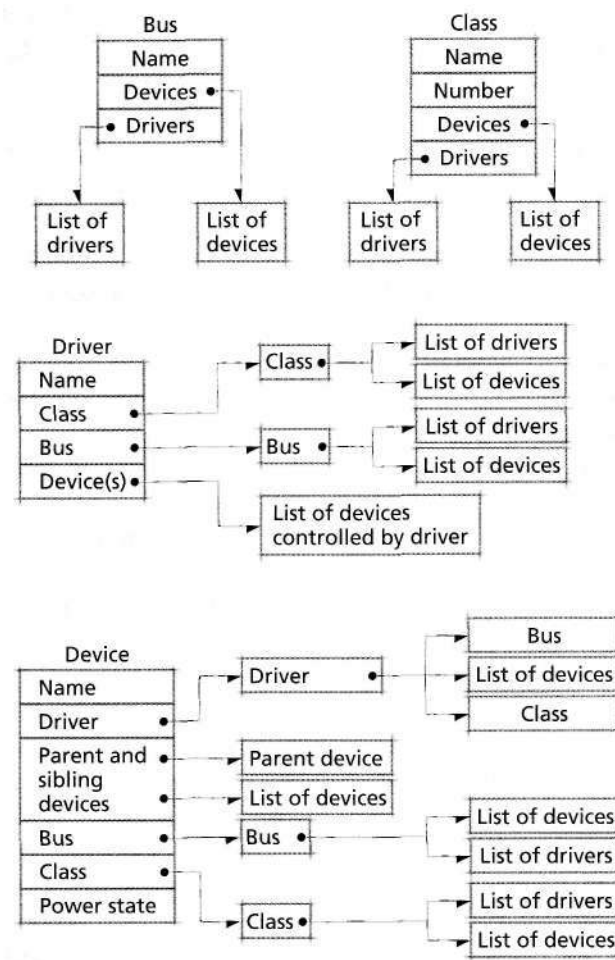 Bus
Name
Devices
Drivers
List of
drivers
List of
devices
Class
Name
Number
Devices
Drivers
List of
drivers
List of
devices
Driver
Name
Class
Bus
Device(s)
Class
List of drivers
List of devices
Bus
List of drivers
List of devices
List of devices
controlled by driver
Device
Name
Driver
Parent and
sibling
devices
Bus
Class
Power state
Driver
Bus
List of devices
Class
Parent device
List of devices
Bus
List of devices
List of drivers
Class
List of drivers
List of devices